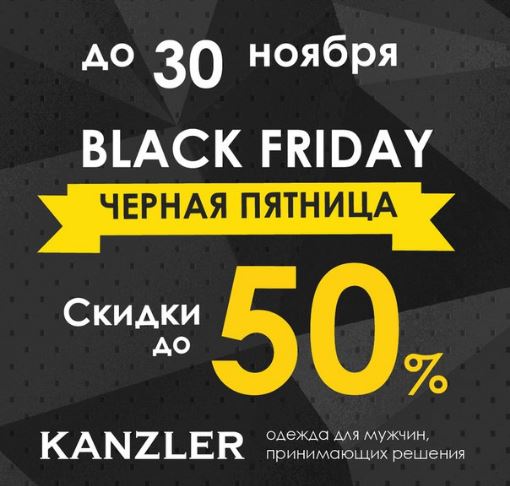 до 30 ноября
BLACK FRIDAY
ЧЕРНАЯ ПЯТНИЦА
Скидки
до 50%
KANZLER
одежда для мужчин,
принимающих решения